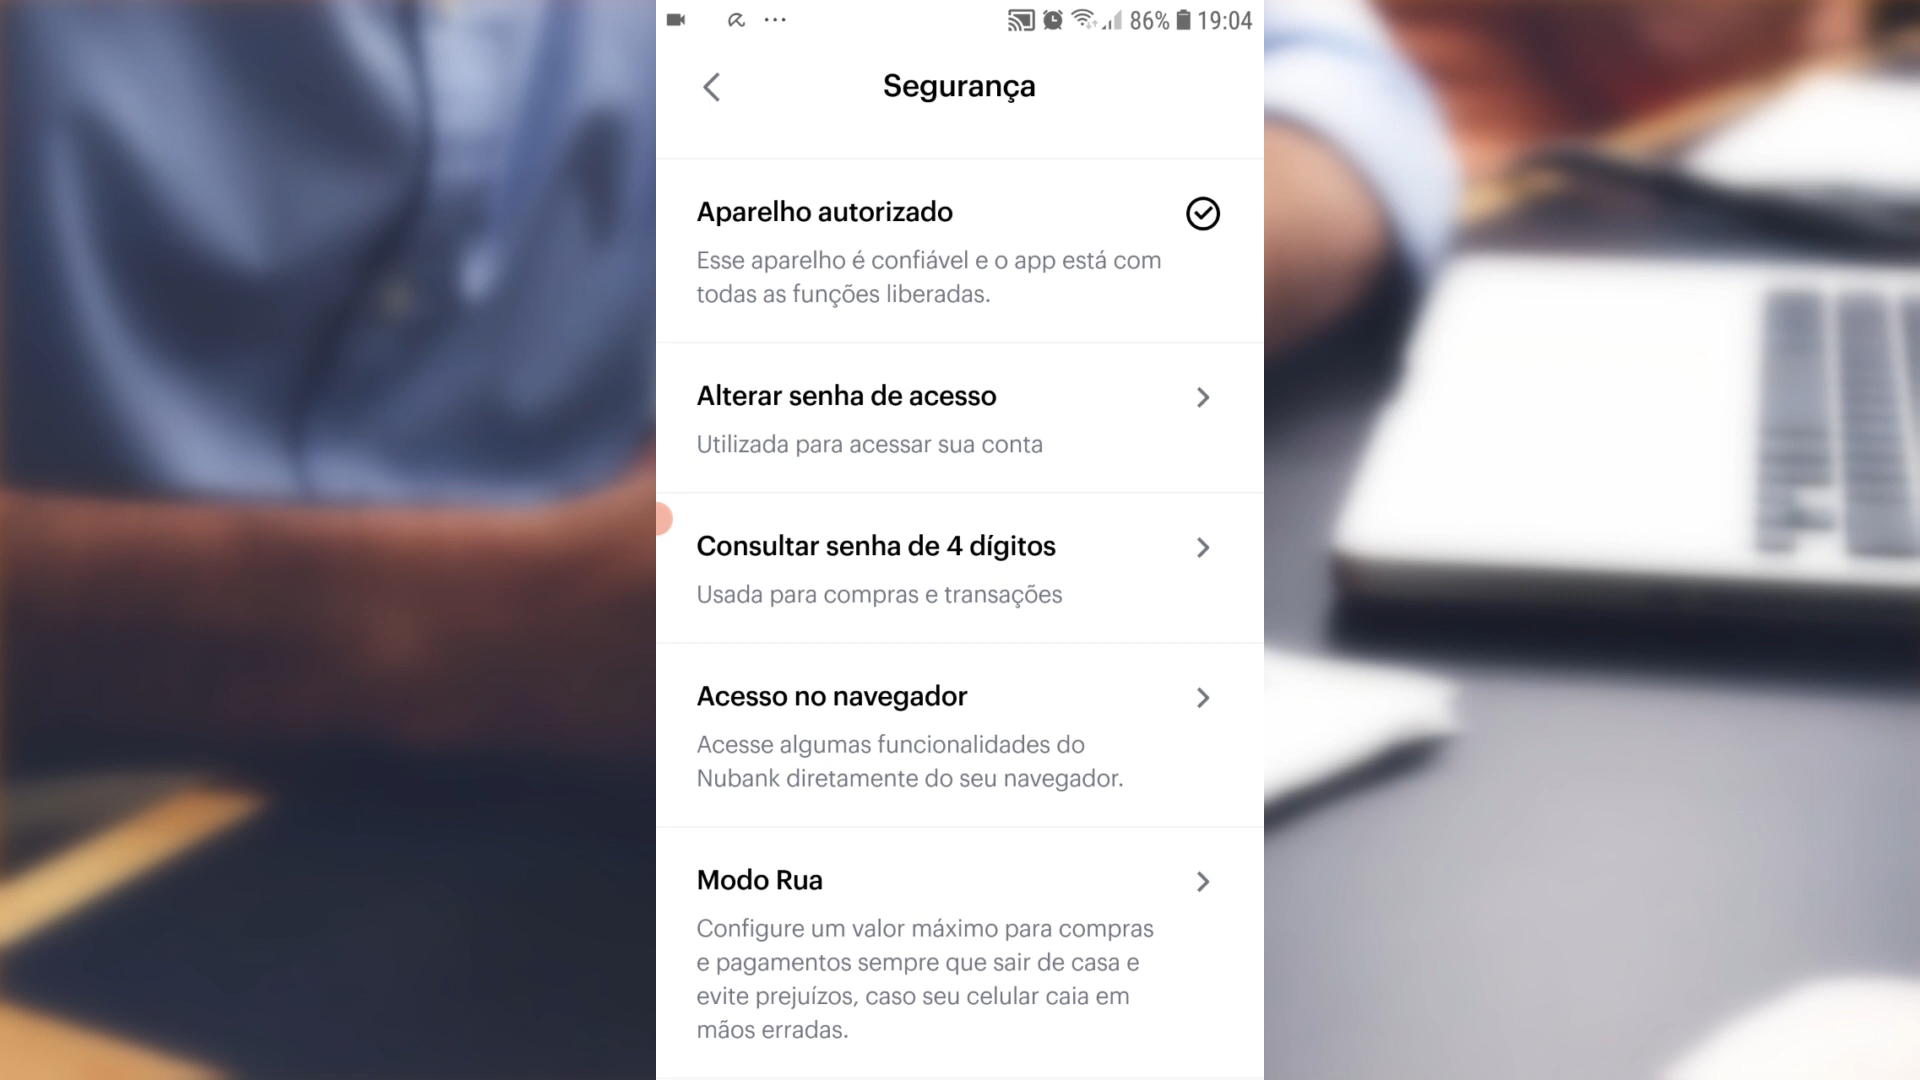 86% 19:04
Segurança
Aparelho autorizado
Esse aparelho é confiável e o app está com
todas as funções liberadas.
Alterar senha de acesso
Utilizada para acessar sua conta
Consultar senha de 4 dígitos
Usada para compras e transações
Acesso no navegador
Acesse algumas funcionalidades do
Nubank diretamente do seu navegador.
Modo Rua
Configure um valor máximo para compras
e pagamentos sempre que sair de casa e
evite prejuízos, caso seu celular caia em
mãos erradas.